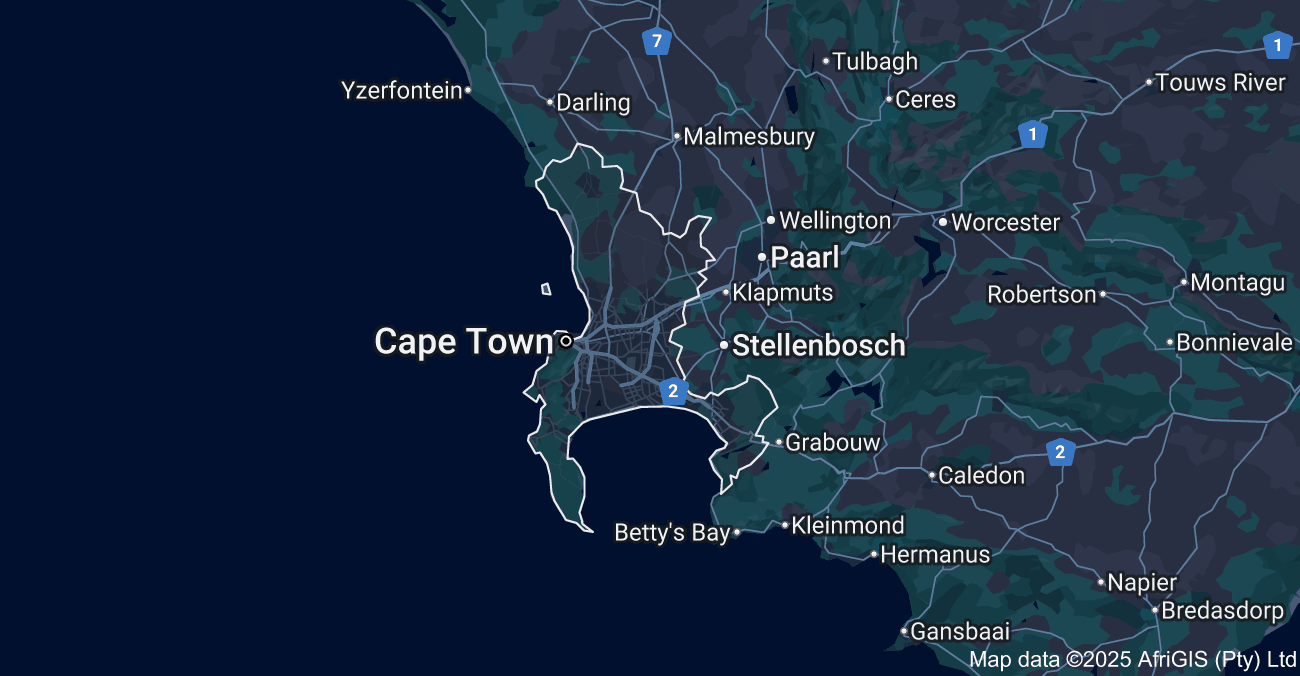 7
1
Tulbagh
Touws River
Yzerfontein
Darling
Ceres
Malmesbury
1
Wellington
Worcester
Paarl
Klapmuts
Robertson
Montagu
Cape Town
Stellenbosch
Bonnievale
2
Grabouw
2
Caledon
Betty's Bay
Kleinmond
Hermanus
Napier
Bredasdorp
Gansbaai
Map data ©2025 AfriGIS (Pty) Ltd